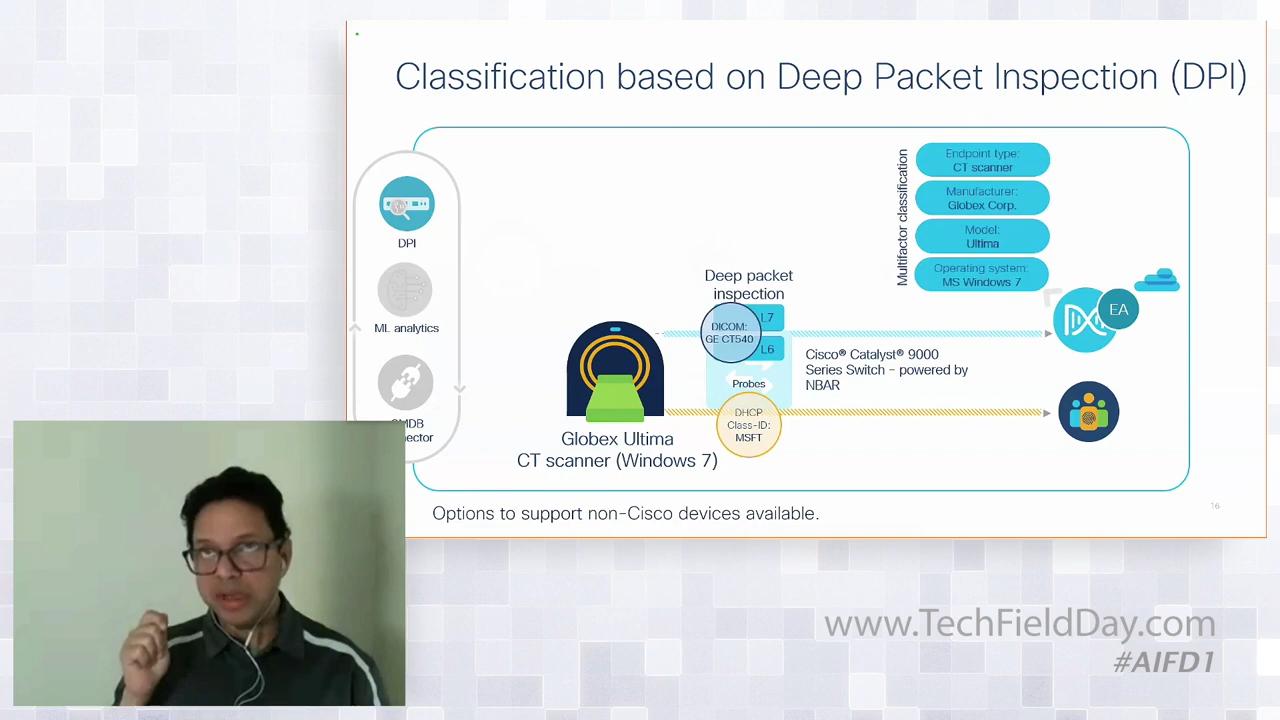 Classification based on Deep Packet Inspection (DPI)
DPI
ML analytics
Multifactor classification
Endpoint type:
CT scanner
Manufacturer:
Globex Corp.
Model:
Ultima
Operating system:
MS Windows 7
EA
Deep packet
inspection
L7
DICOM:
GE CT540
L6
Probes
DHCP
Class-ID:
MSFT
Cisco® Catalyst® 9000
Series Switch - powered by
NBAR
Globex Ultima
CT scanner (Windows 7)
Options to support non-Cisco devices available.
16
www.TechFieldDay.com
#AIFD1